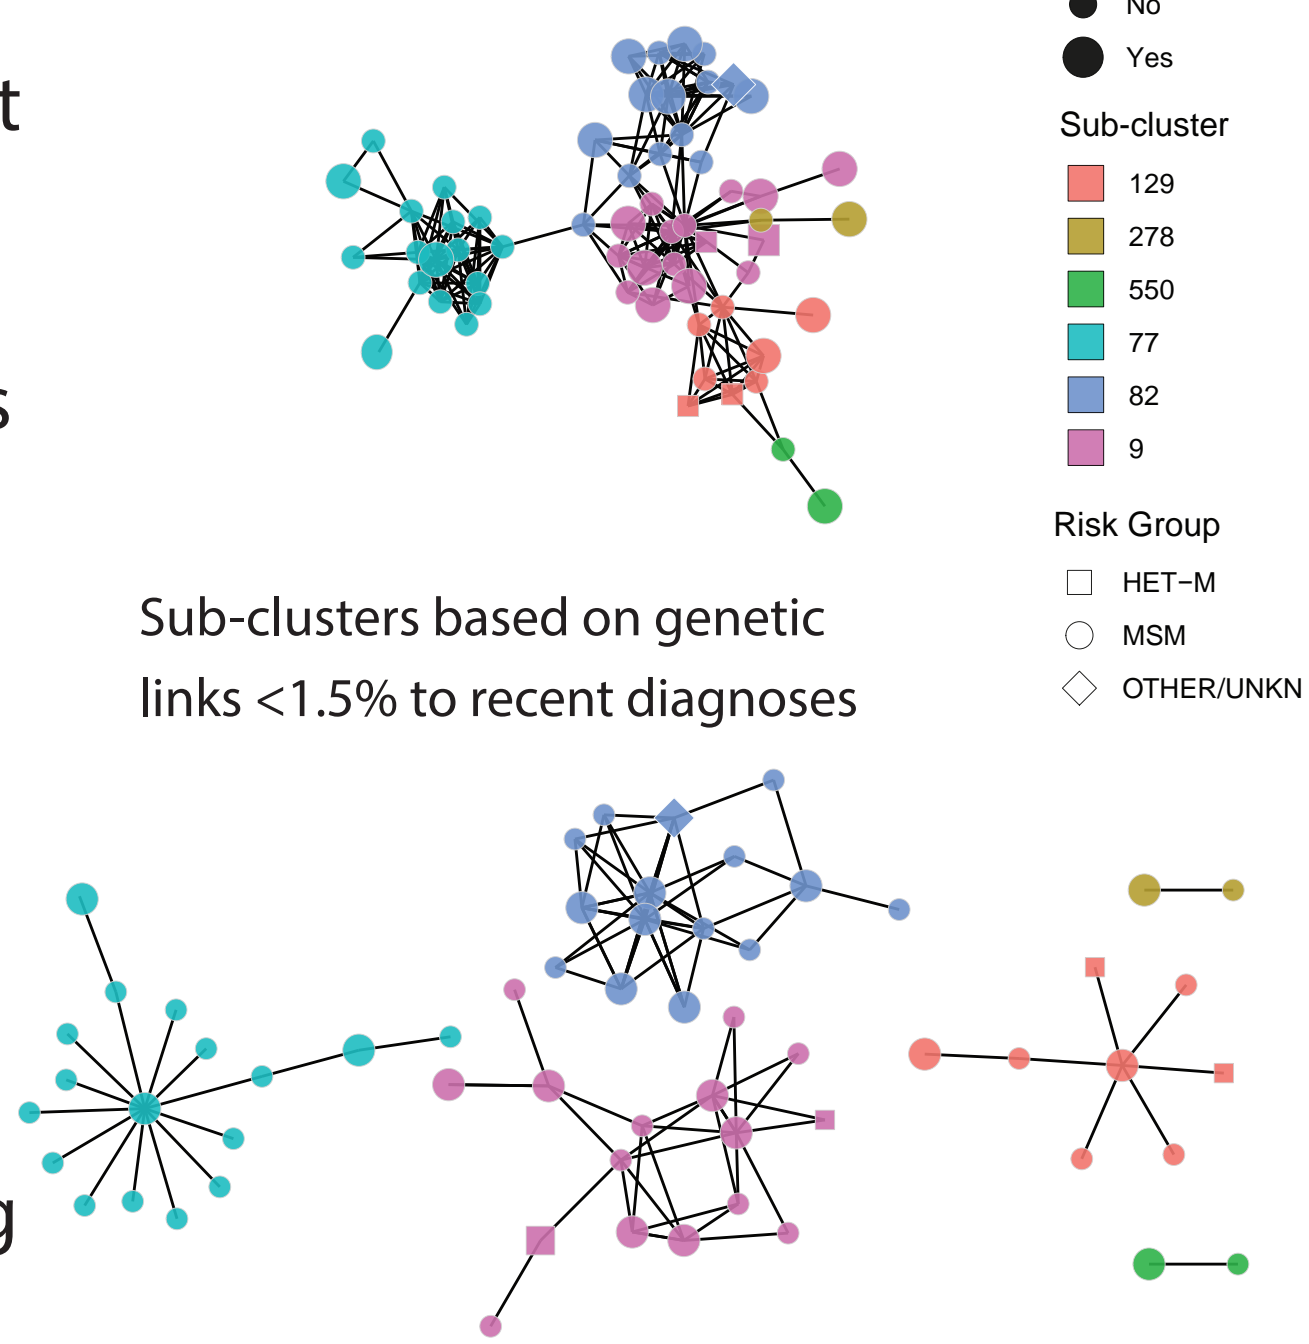 No
Yes
t
Sub-cluster
129
278
550
77
82
9
s
Risk Group
HET−M
MSM
OTHER/UNKN
Sub-clusters based on genetic
links <1.5% to recent diagnoses
g